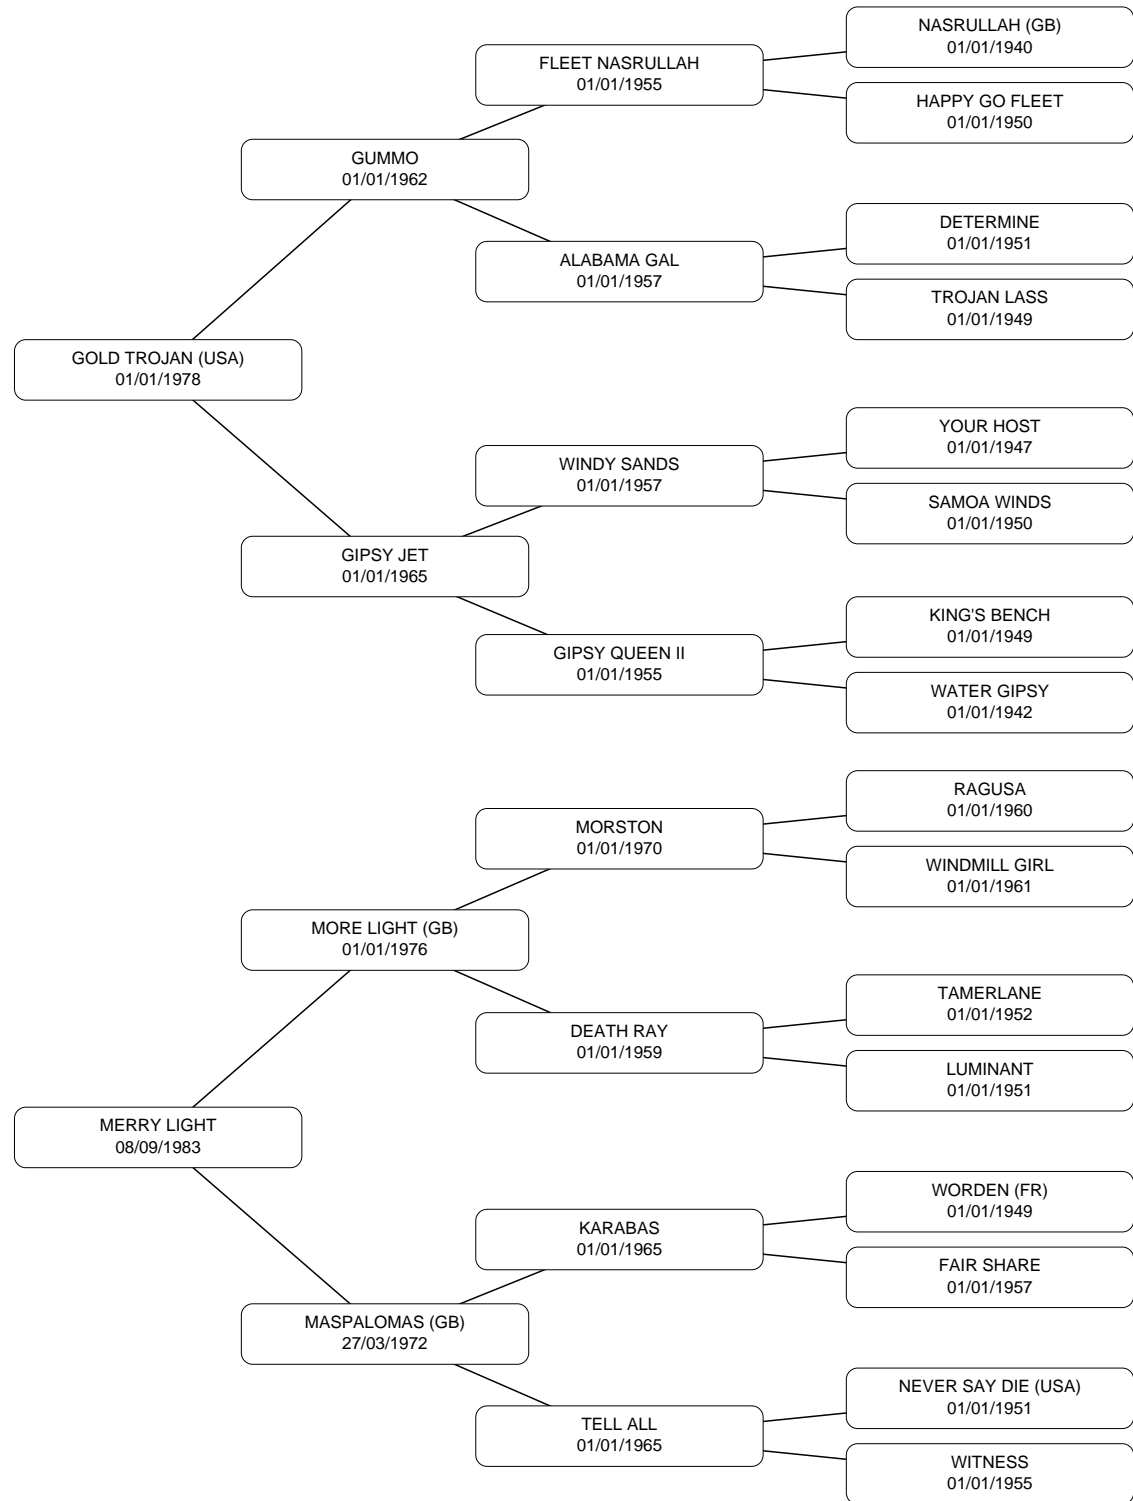 NASRULLAH (GB)
01/01/1940
FLEET NASRULLAH
01/01/1955
HAPPY GO FLEET
01/01/1950
GUMMO
01/01/1962
DETERMINE
01/01/1951
ALABAMA GAL
01/01/1957
TROJAN LASS
01/01/1949
GOLD TROJAN (USA)
01/01/1978
YOUR HOST
01/01/1947
WINDY SANDS
01/01/1957
SAMOA WINDS
01/01/1950
GIPSY JET
01/01/1965
KING'S BENCH
01/01/1949
GIPSY QUEEN II
01/01/1955
WATER GIPSY
01/01/1942
RAGUSA
01/01/1960
MORSTON
01/01/1970
WINDMILL GIRL
01/01/1961
MORE LIGHT (GB)
01/01/1976
TAMERLANE
01/01/1952
DEATH RAY
01/01/1959
LUMINANT
01/01/1951
MERRY LIGHT
08/09/1983
WORDEN (FR)
01/01/1949
KARABAS
01/01/1965
FAIR SHARE
01/01/1957
MASPALOMAS (GB)
27/03/1972
NEVER SAY DIE (USA)
01/01/1951
TELL ALL
01/01/1965
WITNESS
01/01/1955